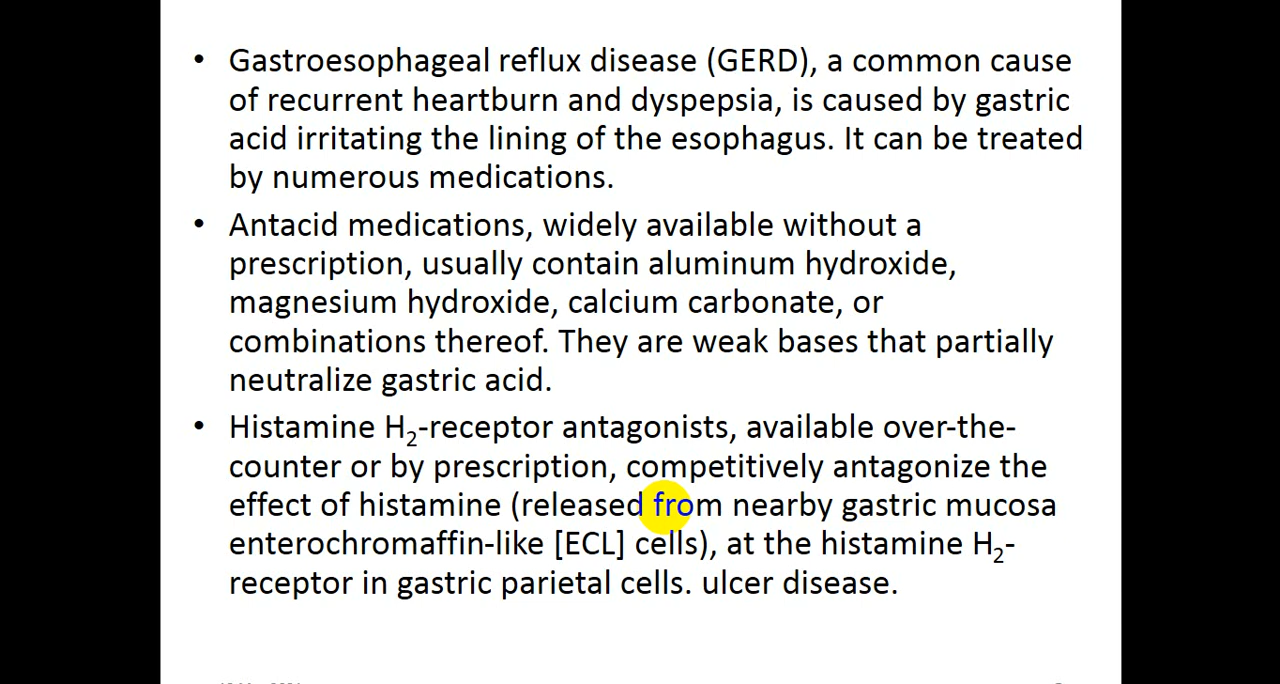 • Gastroesophageal reflux disease (GERD), a common cause
of recurrent heartburn and dyspepsia, is caused by gastric
acid irritating the lining of the esophagus. It can be treated
by numerous medications.
• Antacid medications, widely available without a
prescription, usually contain aluminum hydroxide,
magnesium hydroxide, calcium carbonate, or
combinations thereof. They are weak bases that partially
neutralize gastric acid.
• Histamine H₂-receptor antagonists, available over-the-
counter or by prescription, competitively antagonize the
effect of histamine (released from nearby gastric mucosa
enterochromaffin-like [ECL] cells), at the histamine H₂-
receptor in gastric parietal cells. ulcer disease.